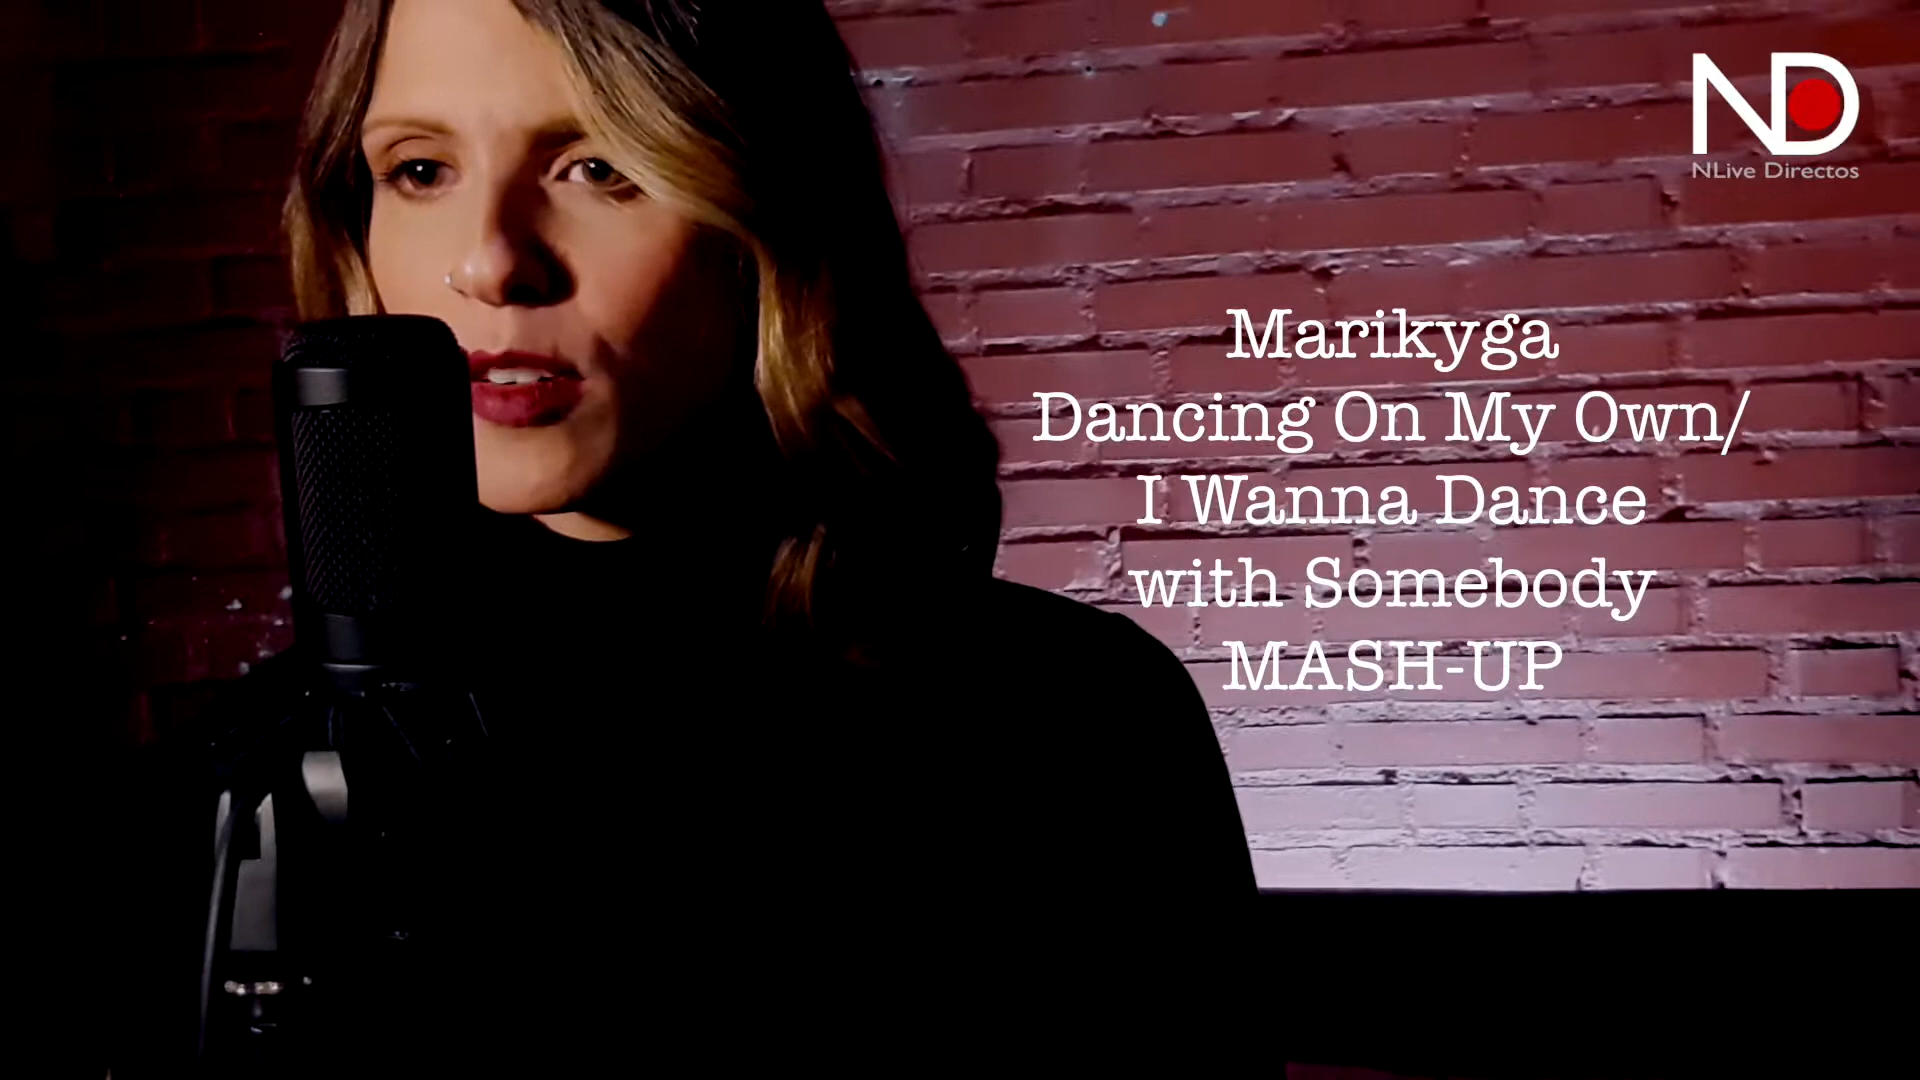 ND
NLive Directos
Marikyga
Dancing On My Own/
I Wanna Dance
with Somebody
MASH-UP